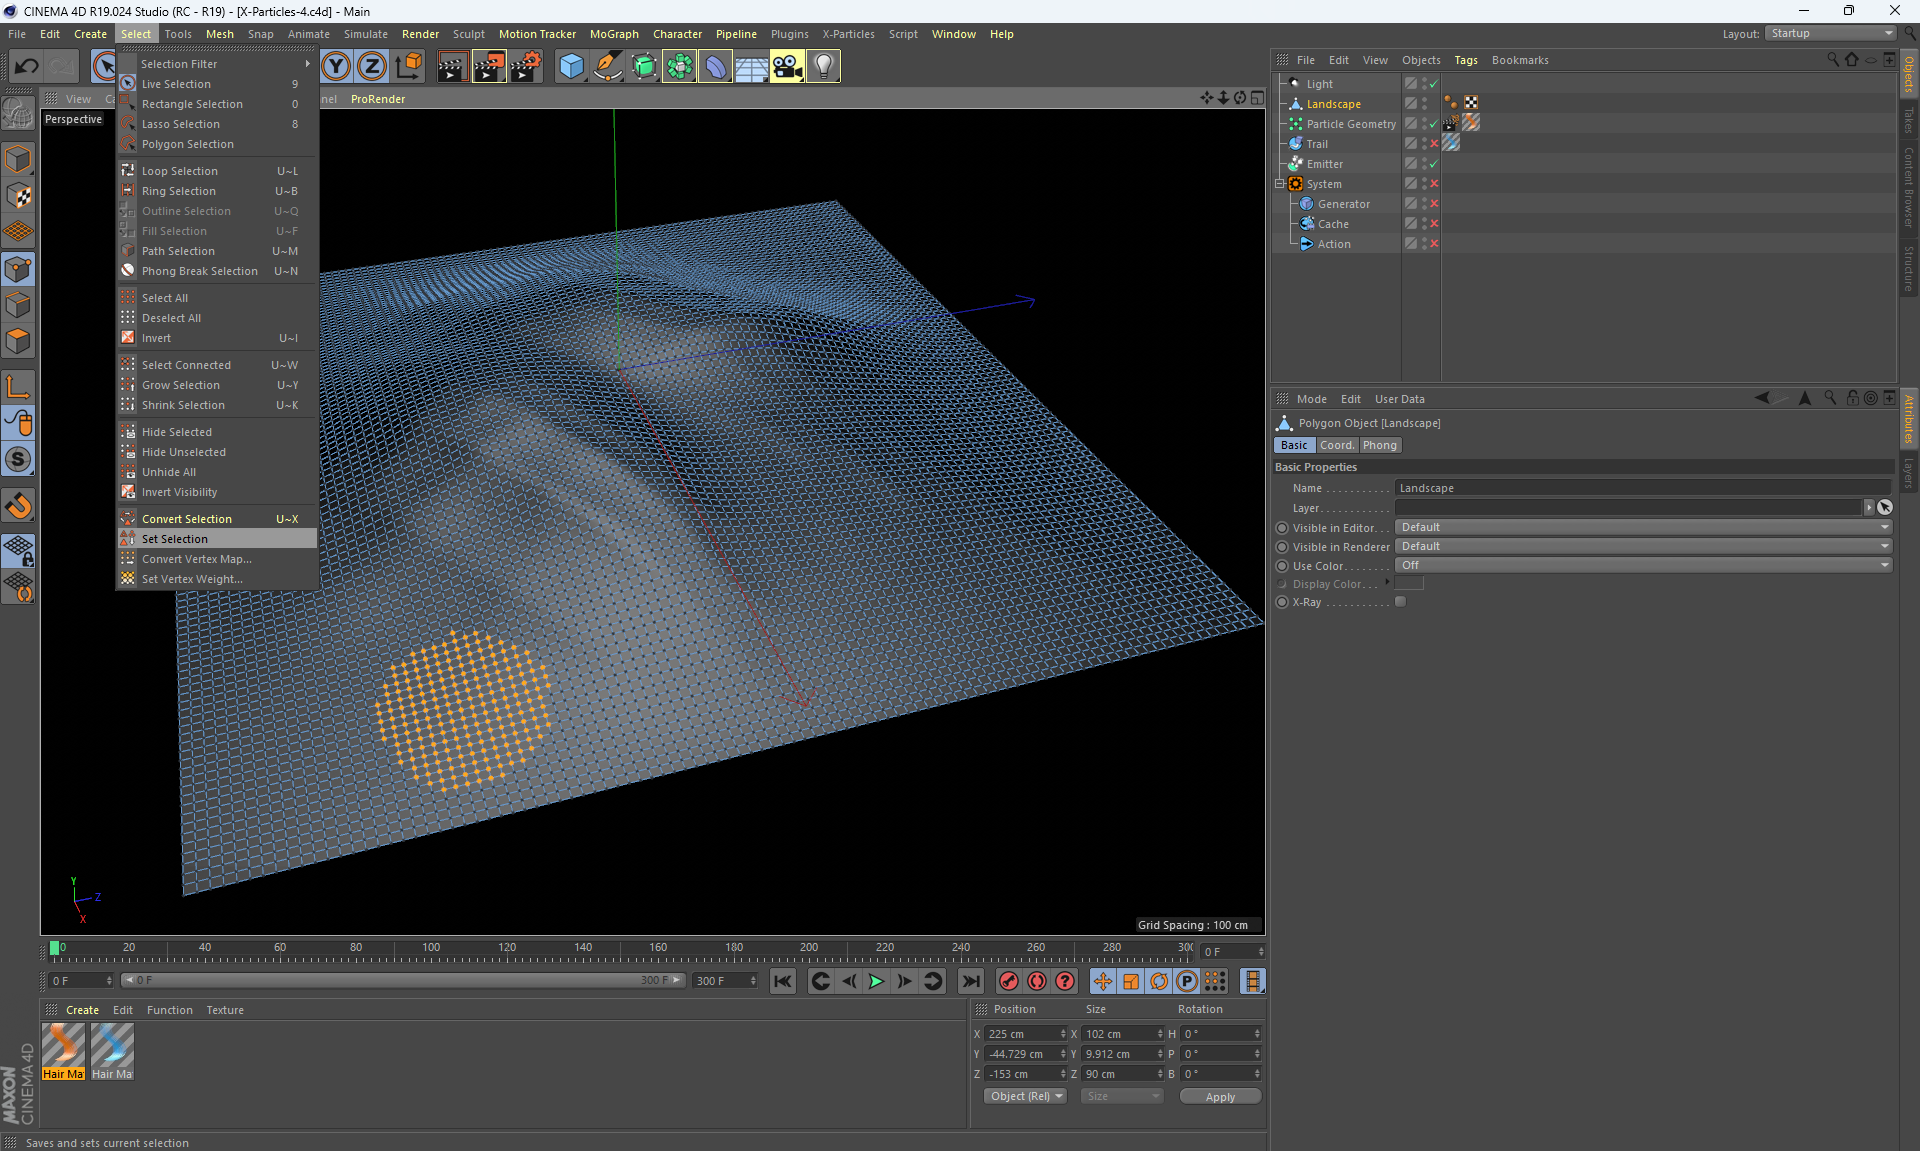 CINEMA 4D R19.024 Studio (RC - R19) - [X-Particles-4.c4d] - Main
File Edit Create Select Tools Mesh Snap Animate Simulate Render Sculpt Motion Tracker MoGraph Character Pipeline Plugins X-Particles Script Window Help
Layout: Startup
View
ProRender
Perspective
Selection Filter
Live Selection 9
Rectangle Selection 0
Lasso Selection 8
Polygon Selection
Loop Selection U~L
Ring Selection U~B
Outline Selection U~Q
Fill Selection U~F
Path Selection U~M
Phong Break Selection U~N
Select All
Deselect All
Invert U~I
Select Connected U~W
Grow Selection U~Y
Shrink Selection U~K
Hide Selected
Hide Unselected
Unhide All
Invert Visibility
Convert Selection U~X
Set Selection
Convert Vertex Map...
Set Vertex Weight...
Y
Z
X
Grid Spacing : 100 cm
File Edit View Objects Tags Bookmarks
Light
Landscape
Particle Geometry
Trail
Emitter
System
Generator
Cache
Action
Objects
Takes
Content Browser
Structure
Mode Edit User Data
Polygon Object [Landscape]
Basic Coord. Phong
Basic Properties
Name Landscape
Layer
Visible in Editor Default
Visible in Renderer Default
Use Color Off
Display Color
X-Ray
Attributes
Layers
0 20 40 60 80 100 120 140 160 180 200 220 240 260 280 300
0 F
0 F
0 F
300 F
300 F
Create Edit Function Texture
Hair Ma
Hair Ma
Position Size Rotation
X 225 cm X 102 cm H 0 °
Y -44.729 cm Y 9.912 cm P 0 °
Z -153 cm Z 90 cm B 0 °
Object (Rel) Size Apply
MAXON
CINEMA 4D
Saves and sets current selection